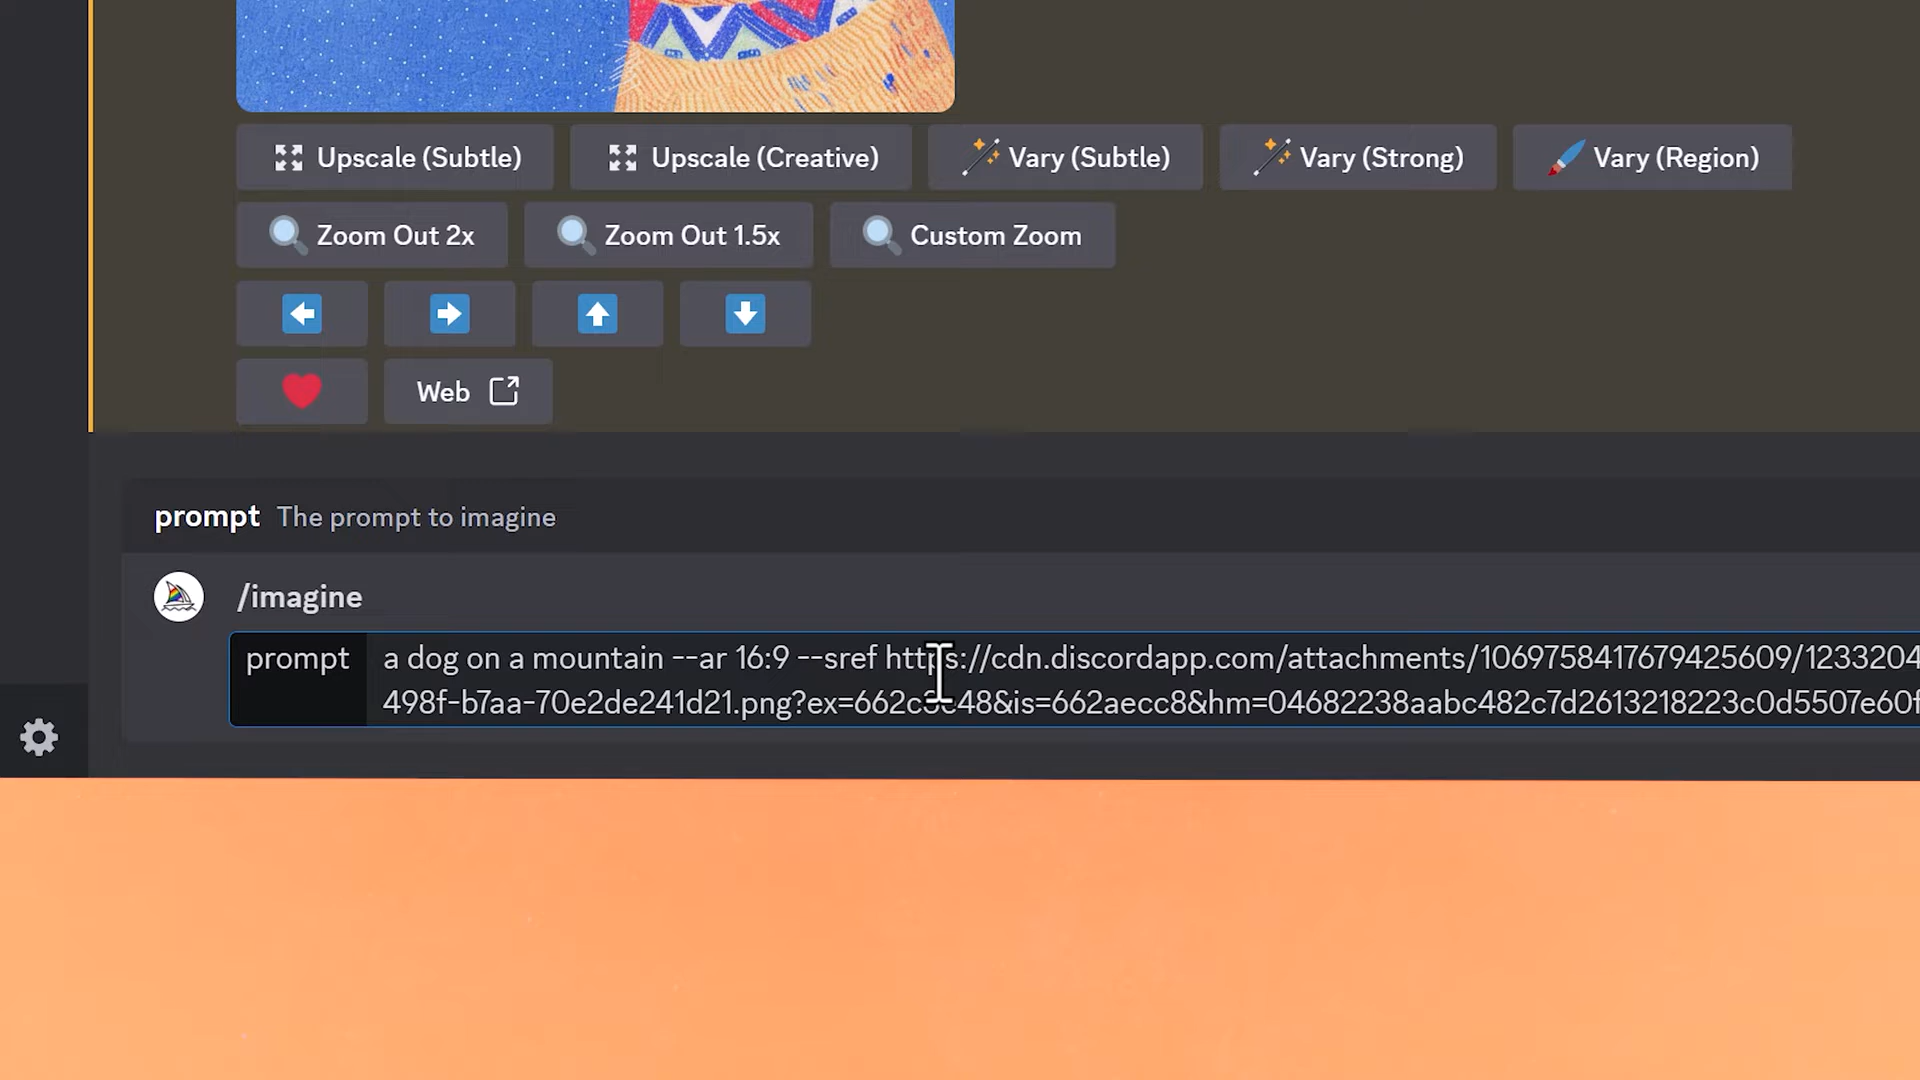 Upscale (Subtle) Upscale (Creative) Vary (Subtle) Vary (Strong) Vary (Region)
Zoom Out 2x Zoom Out 1.5x Custom Zoom
Web
prompt The prompt to imagine
/imagine
prompt a dog on a mountain --ar 16:9 --sref https://cdn.discordapp.com/attachments/1069758417679425609/1233204
498f-b7aa-70e2de241d21.png?ex=662c3e48&is=662aecc8&hm=04682238aabc482c7d2613218223c0d5507e60f